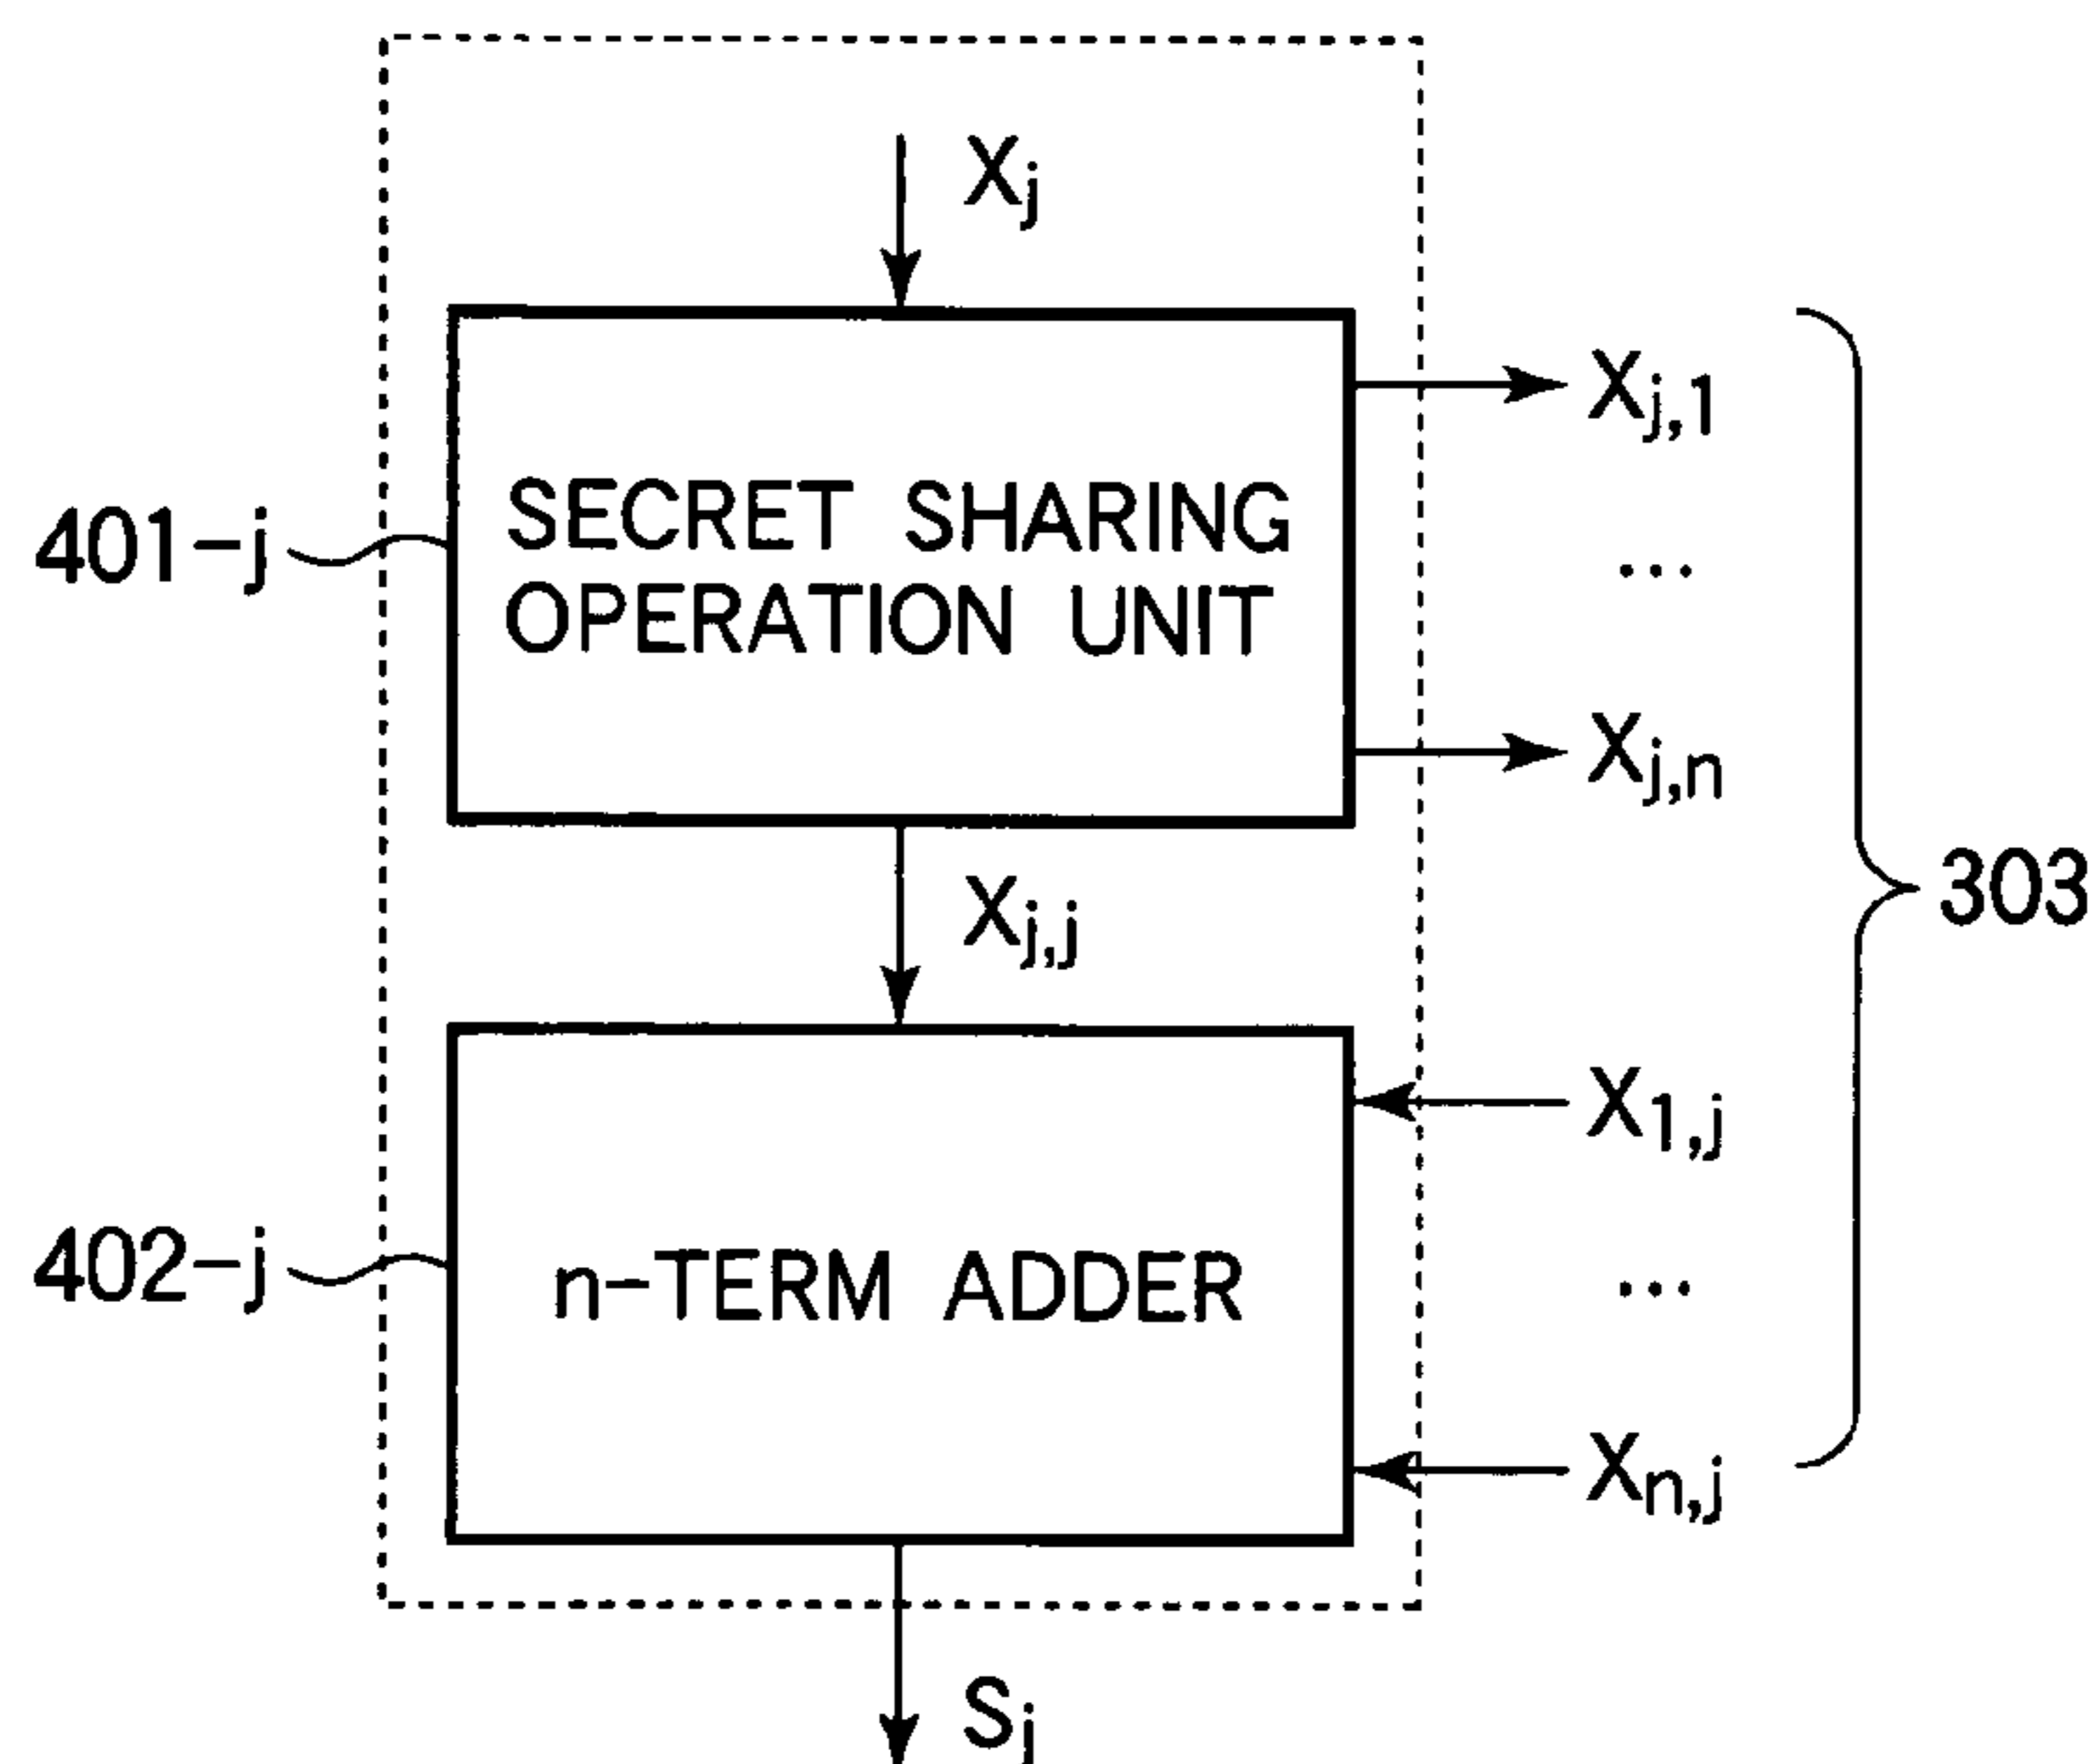 Xj
Xj,1
401-j
SECRET SHARING
OPERATION UNIT
...
Xj,n
Xj,j
303
X1,j
402-j
n-TERM ADDER
...
Xn,j
Sj